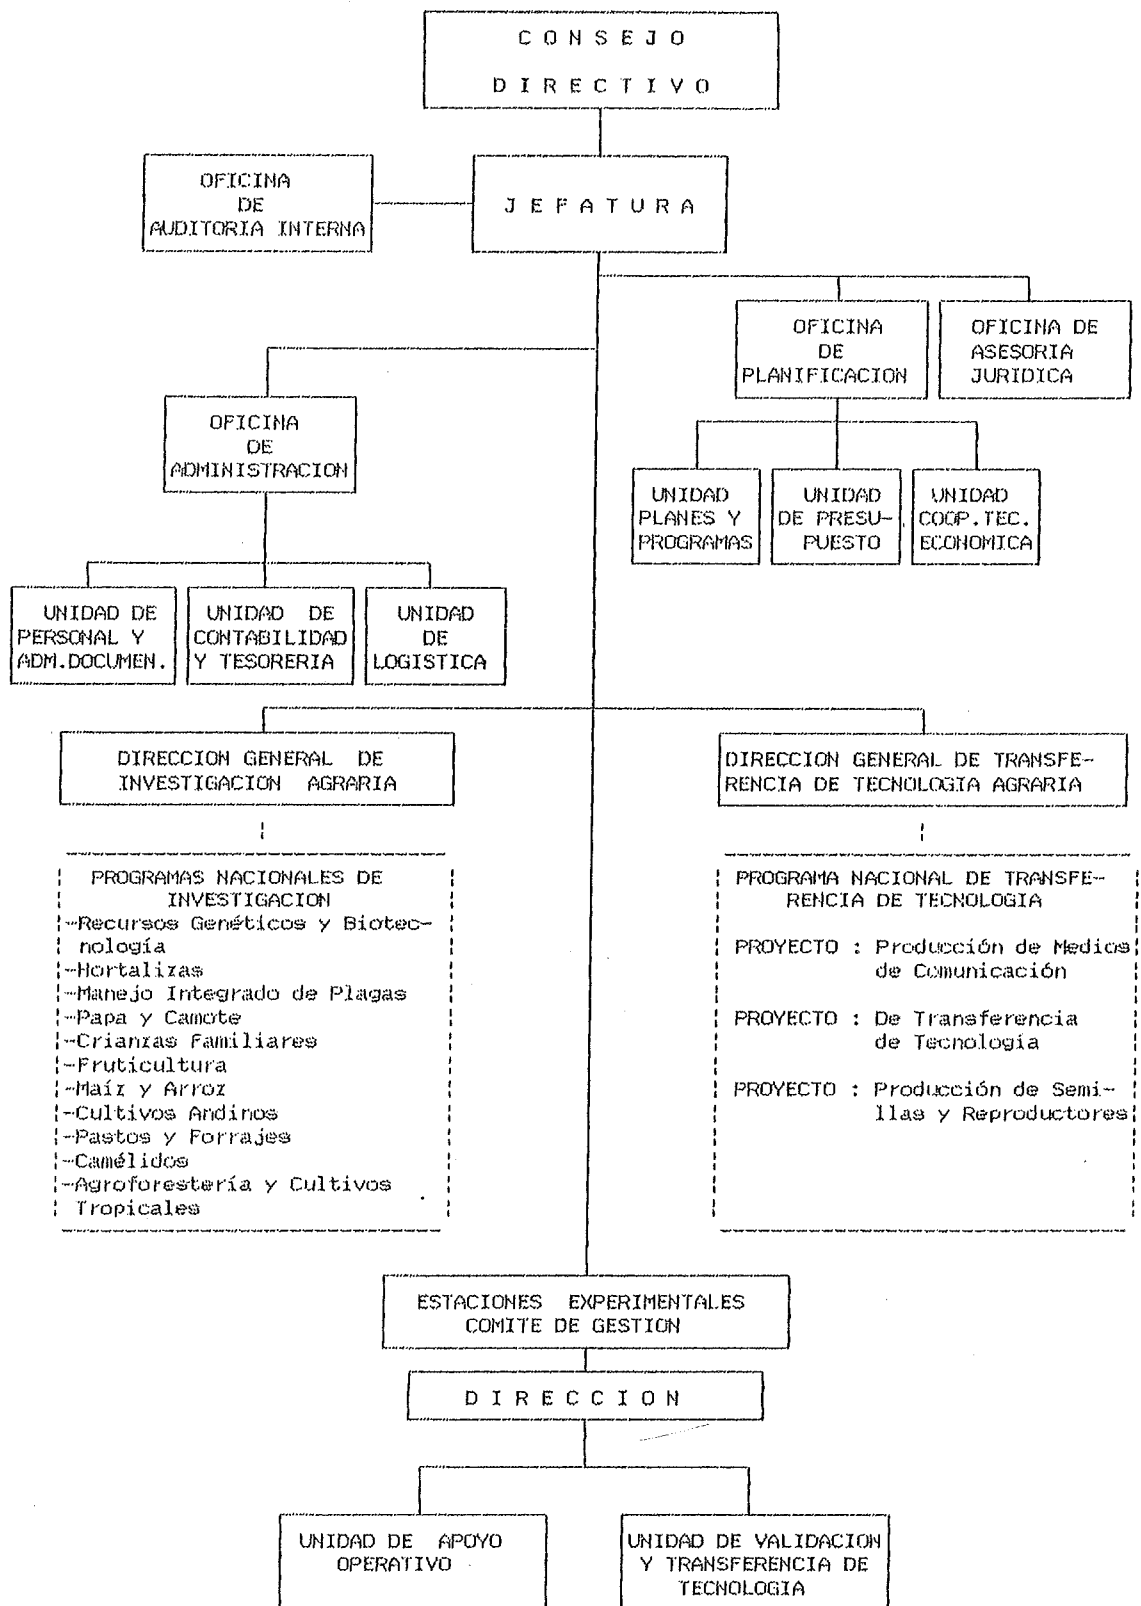 C O N S E J O
D I R E C T I V O
OFICINA
DE
AUDITORIA INTERNA
J E F A T U R A
OFICINA
DE
PLANIFICACION
OFICINA DE
ASESORIA
JURIDICA
OFICINA
DE
ADMINISTRACION
UNIDAD
PLANES Y
PROGRAMAS
UNIDAD
DE PRESU-
PUESTO
UNIDAD
COOP.TEC.
ECONOMICA
UNIDAD DE
PERSONAL Y
ADM.DOCUMEN.
UNIDAD DE
CONTABILIDAD
Y TESORERIA
UNIDAD
DE
LOGISTICA
DIRECCION GENERAL DE
INVESTIGACION AGRARIA
DIRECCION GENERAL DE TRANSFE-
RENCIA DE TECNOLOGIA AGRARIA
PROGRAMAS NACIONALES DE
INVESTIGACION
-Recursos Genéticos y Biotec-
nología
-Hortalizas
-Manejo Integrado de Plagas
-Papa y Camote
-Crianzas Familiares
-Fruticultura
-Maíz y Arroz
-Cultivos Andinos
-Pastos y Forrajes
-Camélidos
-Agroforestería y Cultivos
Tropicales
PROGRAMA NACIONAL DE TRANSFE-
RENCIA DE TECNOLOGIA
PROYECTO : Producción de Medios
de Comunicación
PROYECTO : De Transferencia
de Tecnología
PROYECTO : Producción de Semi-
llas y Reproductores
ESTACIONES EXPERIMENTALES
COMITE DE GESTION
D I R E C C I O N
UNIDAD DE APOYO
OPERATIVO
UNIDAD DE VALIDACION
Y TRANSFERENCIA DE
TECNOLOGIA